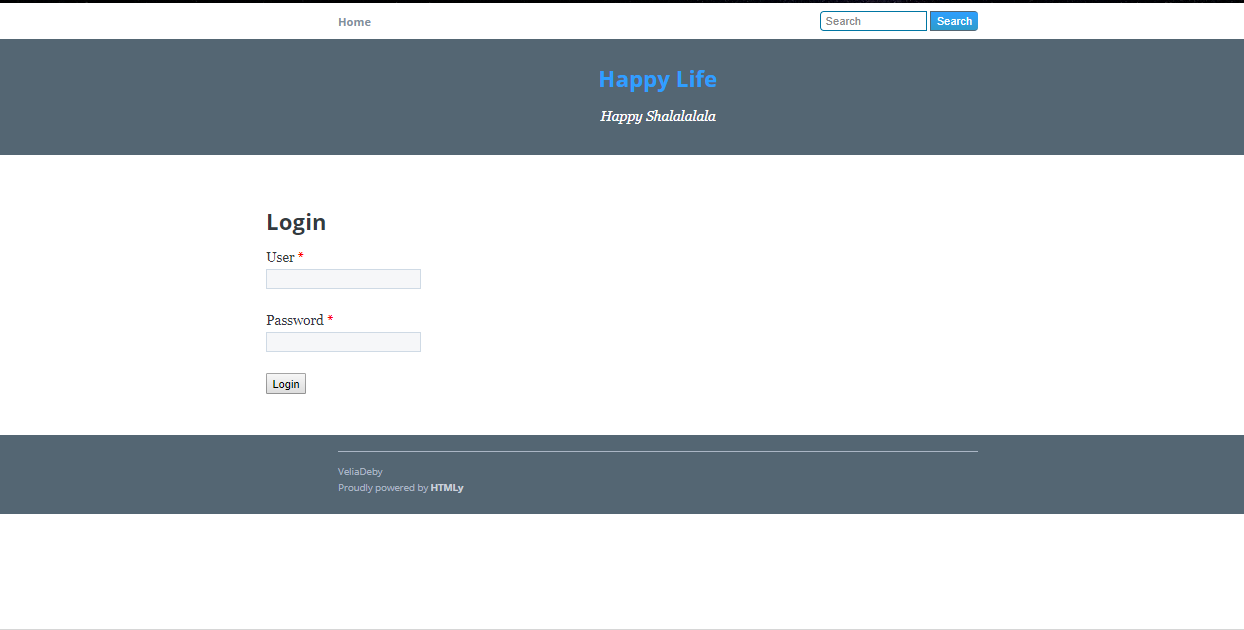 Home
Search Search
Happy Life
Happy Shalalalala
Login
User *
Password *
Login
VeliaDeby
Proudly powered by HTMLy